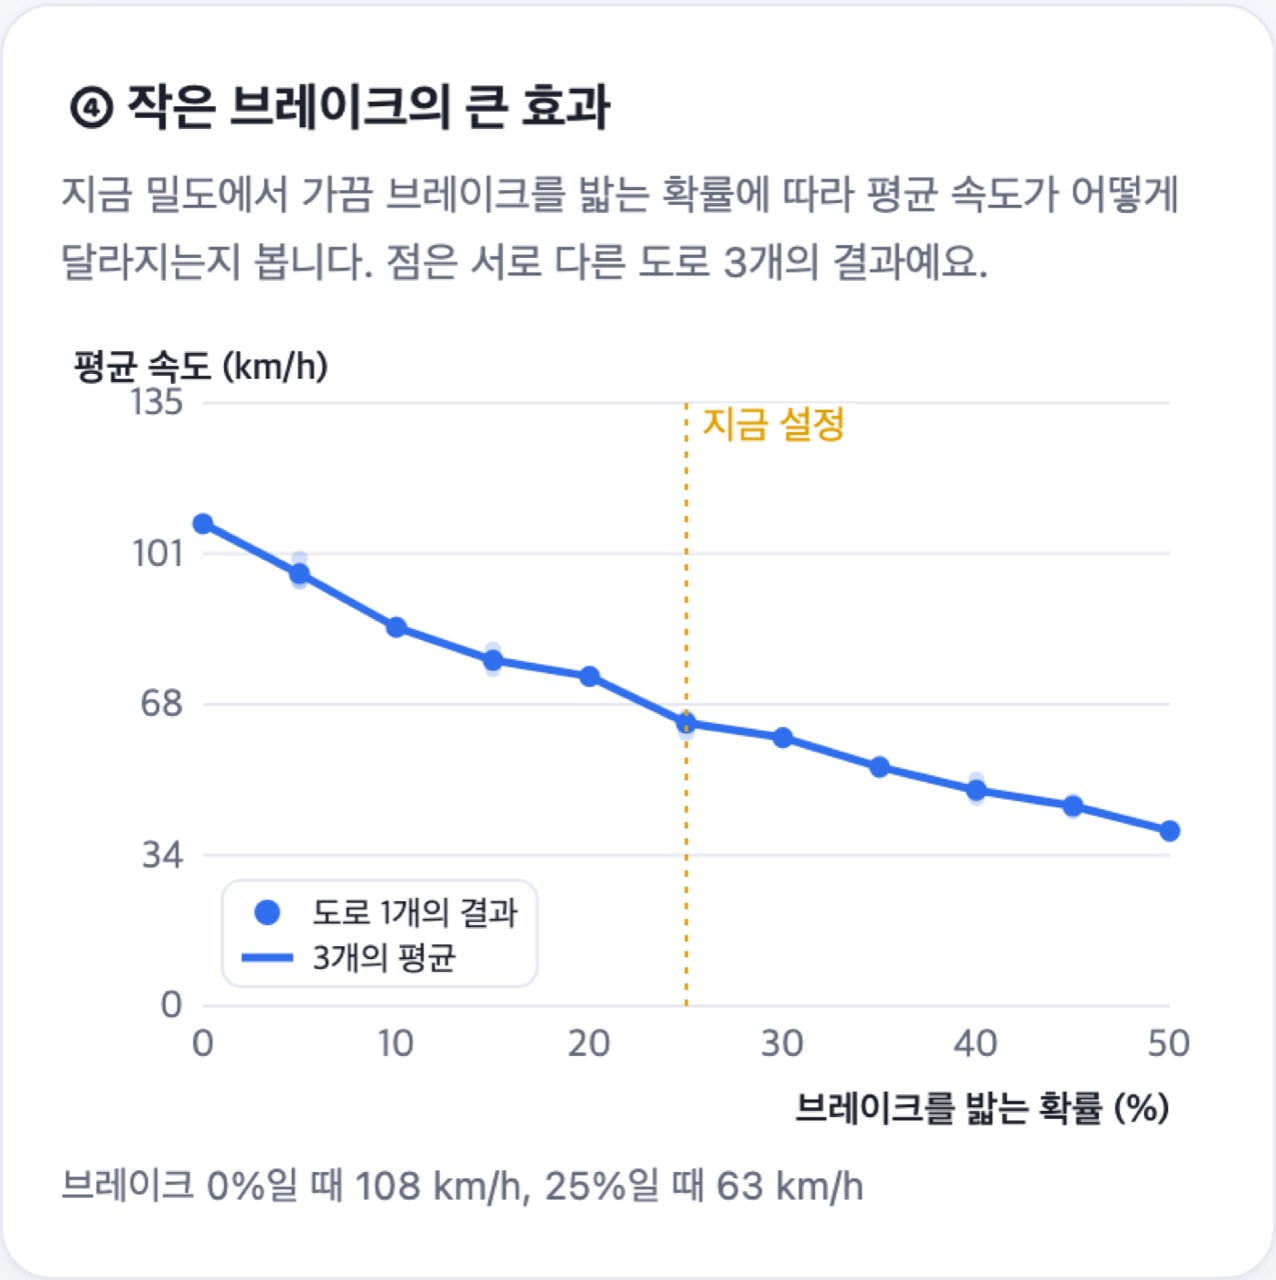 ④ 작은 브레이크의 큰 효과
지금 밀도에서 가끔 브레이크를 밟는 확률에 따라 평균 속도가 어떻게
달라지는지 봅니다. 점은 서로 다른 도로 3개의 결과예요.
평균 속도 (km/h)
135
지금 설정
101
68
34
도로 1개의 결과
3개의 평균
0
0 10 20 30 40 50
브레이크를 밟는 확률 (%)
브레이크 0%일 때 108 km/h, 25%일 때 63 km/h